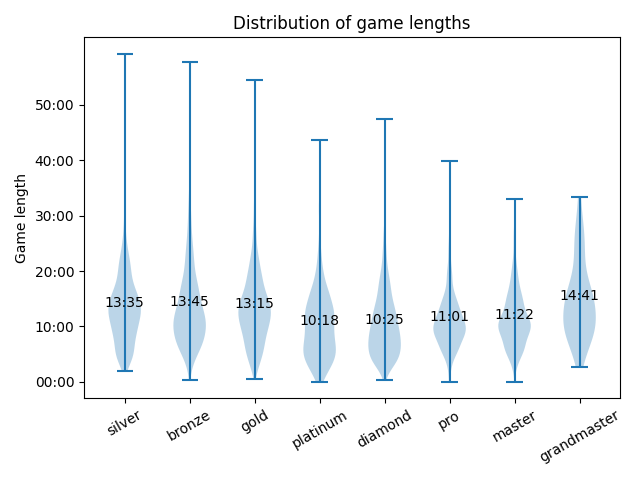 Distribution of game lengths
Game length
50:00
40:00
30:00
20:00
10:00
00:00
13:35
13:45
13:15
10:18
10:25
11:01
11:22
14:41
silver
bronze
gold
platinum
diamond
pro
master
grandmaster